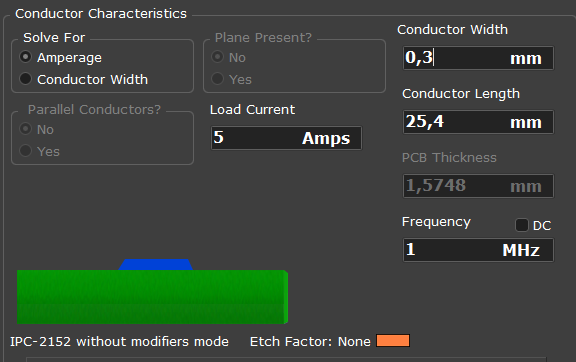 Conductor Characteristics
Solve For
Amperage
Conductor Width
Plane Present?
No
Yes
Conductor Width
0,3 mm
Conductor Length
25,4 mm
Parallel Conductors?
No
Yes
Load Current
5 Amps
PCB Thickness
1,5748 mm
Frequency
DC
1 MHz
IPC-2152 without modifiers mode
Etch Factor: None